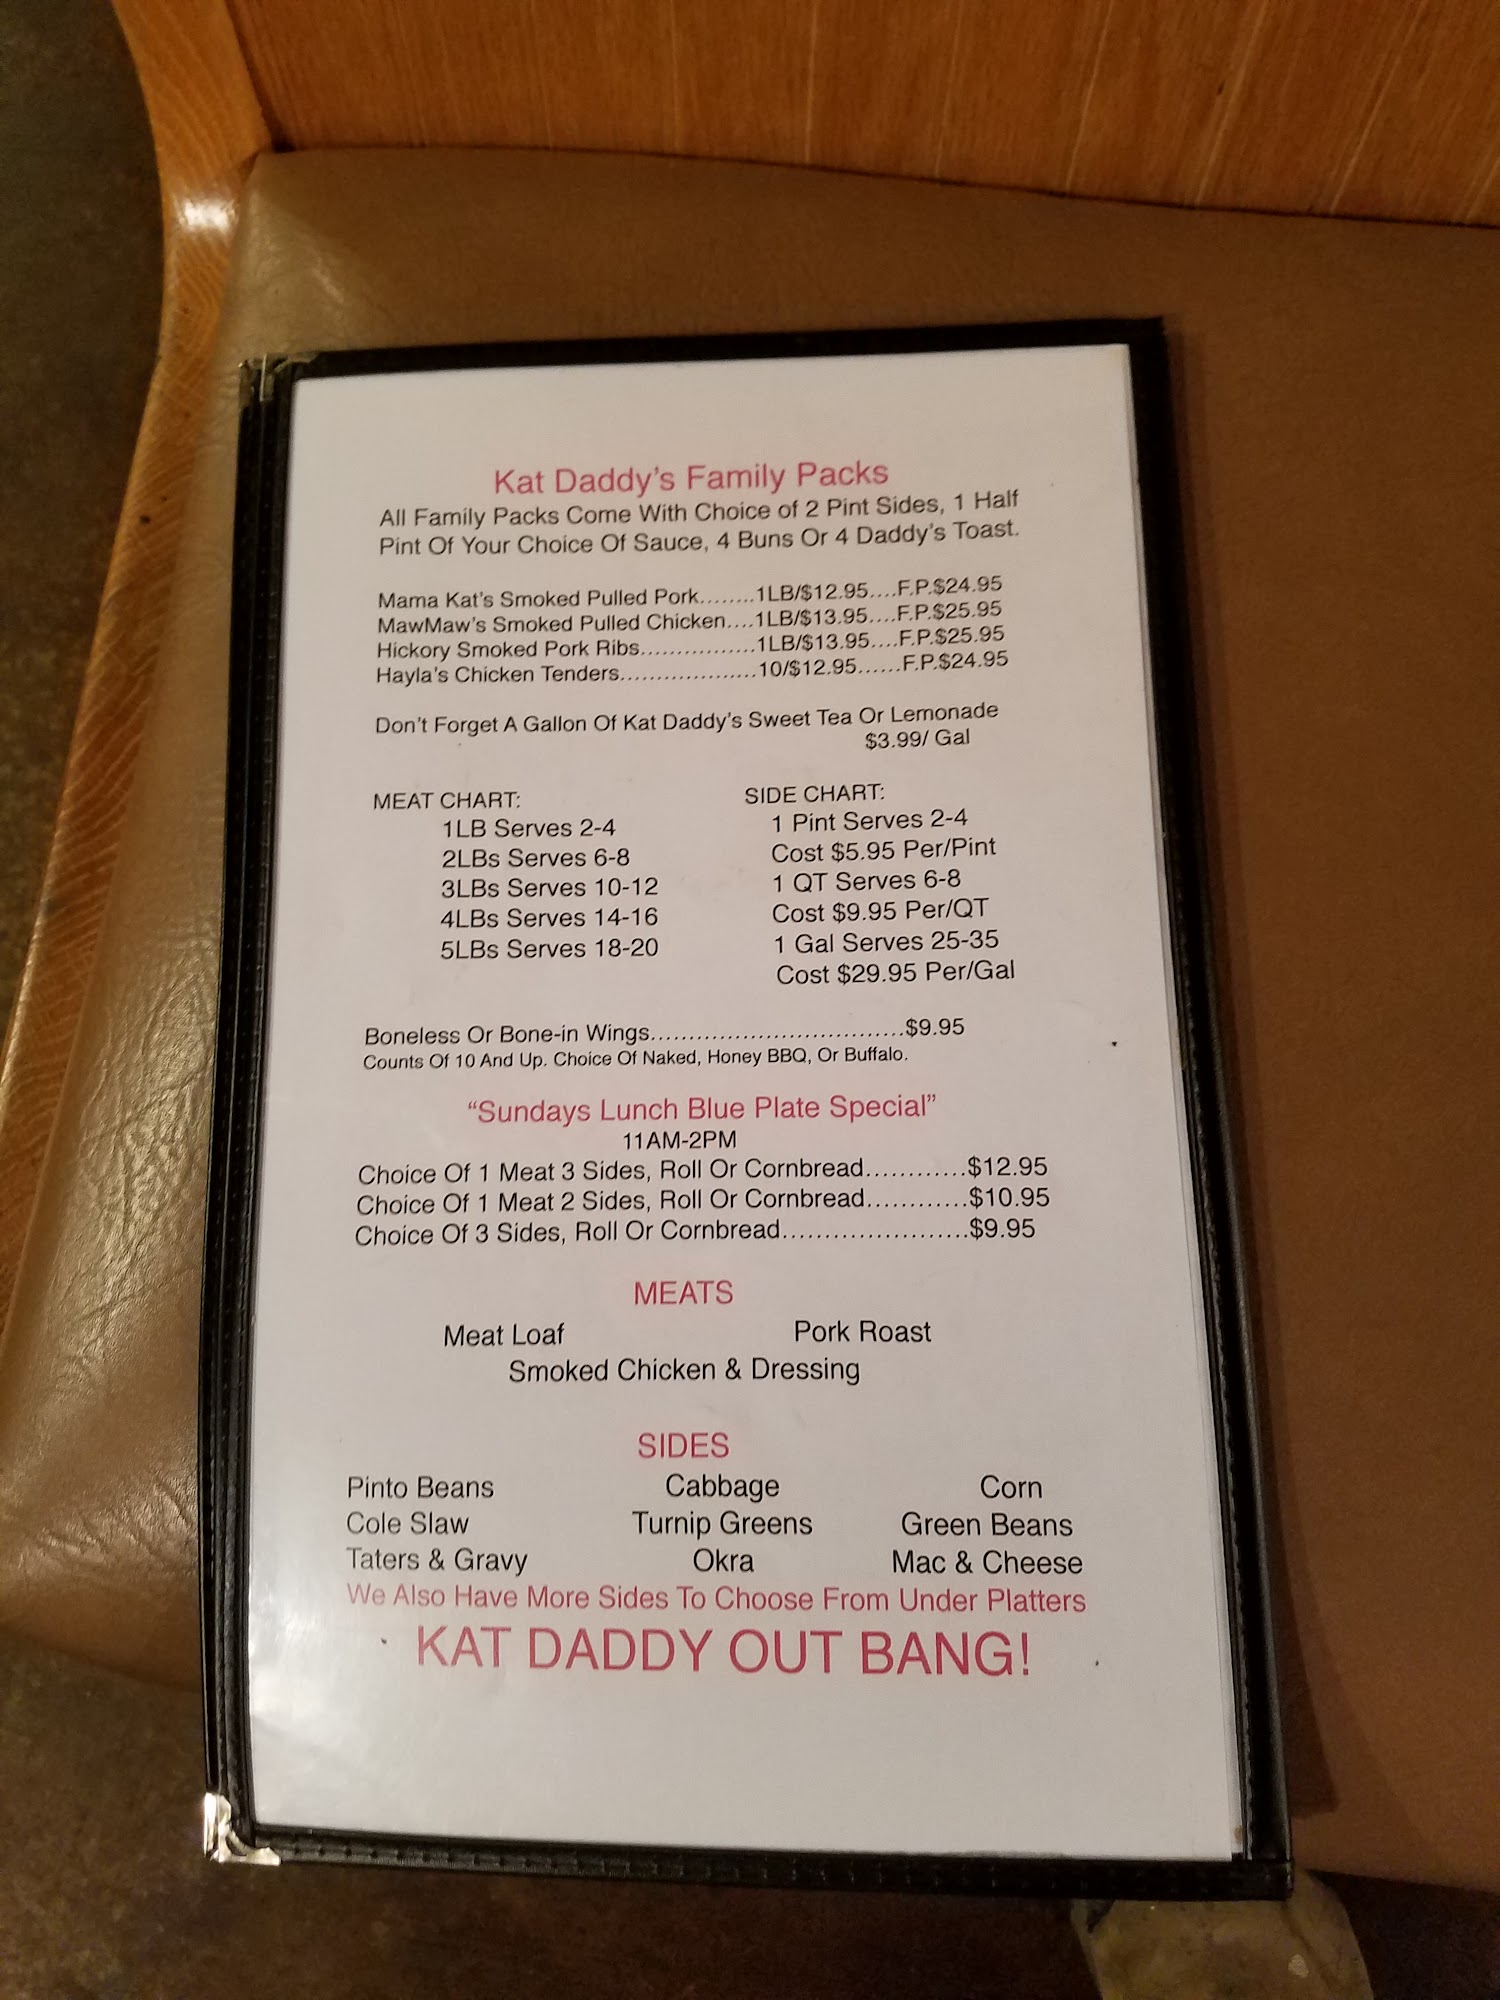 Kat Daddy's Family Packs
All Family Packs Come With Choice of 2 Pint Sides, 1 Half
Pint Of Your Choice Of Sauce, 4 Buns Or 4 Daddy's Toast.
Mama Kat's Smoked Pulled Pork........1LB/$12.95....F.P.$24.95
MawMaw's Smoked Pulled Chicken....1LB/$13.95....F.P.$25.95
Hickory Smoked Pork Ribs................1LB/$13.95....F.P.$25.95
Hayla's Chicken Tenders...................10/$12.95......F.P.$24.95
Don't Forget A Gallon Of Kat Daddy's Sweet Tea Or Lemonade
$3.99/ Gal
MEAT CHART:
1LB Serves 2-4
2LBs Serves 6-8
3LBs Serves 10-12
4LBs Serves 14-16
5LBs Serves 18-20
SIDE CHART:
1 Pint Serves 2-4
Cost $5.95 Per/Pint
1 QT Serves 6-8
Cost $9.95 Per/QT
1 Gal Serves 25-35
Cost $29.95 Per/Gal
Boneless Or Bone-in Wings.................................$9.95
Counts Of 10 And Up. Choice Of Naked, Honey BBQ, Or Buffalo.
"Sundays Lunch Blue Plate Special"
11AM-2PM
Choice Of 1 Meat 3 Sides, Roll Or Cornbread............$12.95
Choice Of 1 Meat 2 Sides, Roll Or Cornbread............$10.95
Choice Of 3 Sides, Roll Or Cornbread......................$9.95
MEATS
Meat Loaf Pork Roast
Smoked Chicken & Dressing
SIDES
Pinto Beans Cabbage Corn
Cole Slaw Turnip Greens Green Beans
Taters & Gravy Okra Mac & Cheese
We Also Have More Sides To Choose From Under Platters
KAT DADDY OUT BANG!